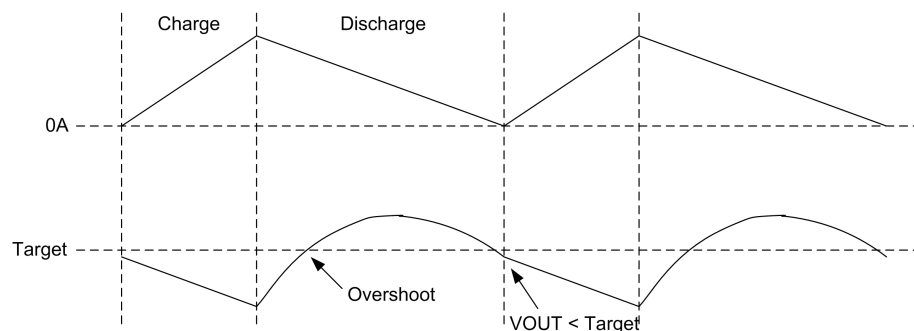 Charge
Discharge
0A
Target
Overshoot
VOUT < Target